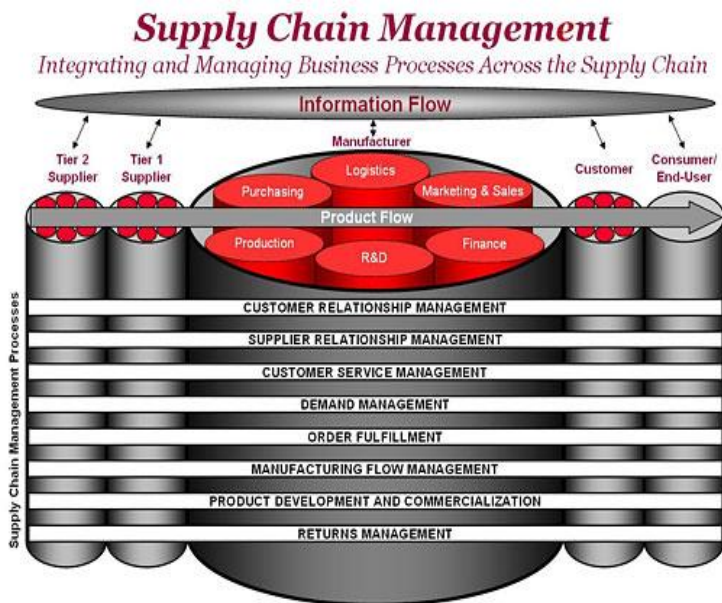 Supply Chain Management
Integrating and Managing Business Processes Across the Supply Chain
Information Flow
Tier 2
Supplier
Tier 1
Supplier
Manufacturer
Customer
Consumer/
End-User
Logistics
Purchasing
Marketing & Sales
Product Flow
Production
R&D
Finance
Supply Chain Management Processes
CUSTOMER RELATIONSHIP MANAGEMENT
SUPPLIER RELATIONSHIP MANAGEMENT
CUSTOMER SERVICE MANAGEMENT
DEMAND MANAGEMENT
ORDER FULFILLMENT
MANUFACTURING FLOW MANAGEMENT
PRODUCT DEVELOPMENT AND COMMERCIALIZATION
RETURNS MANAGEMENT